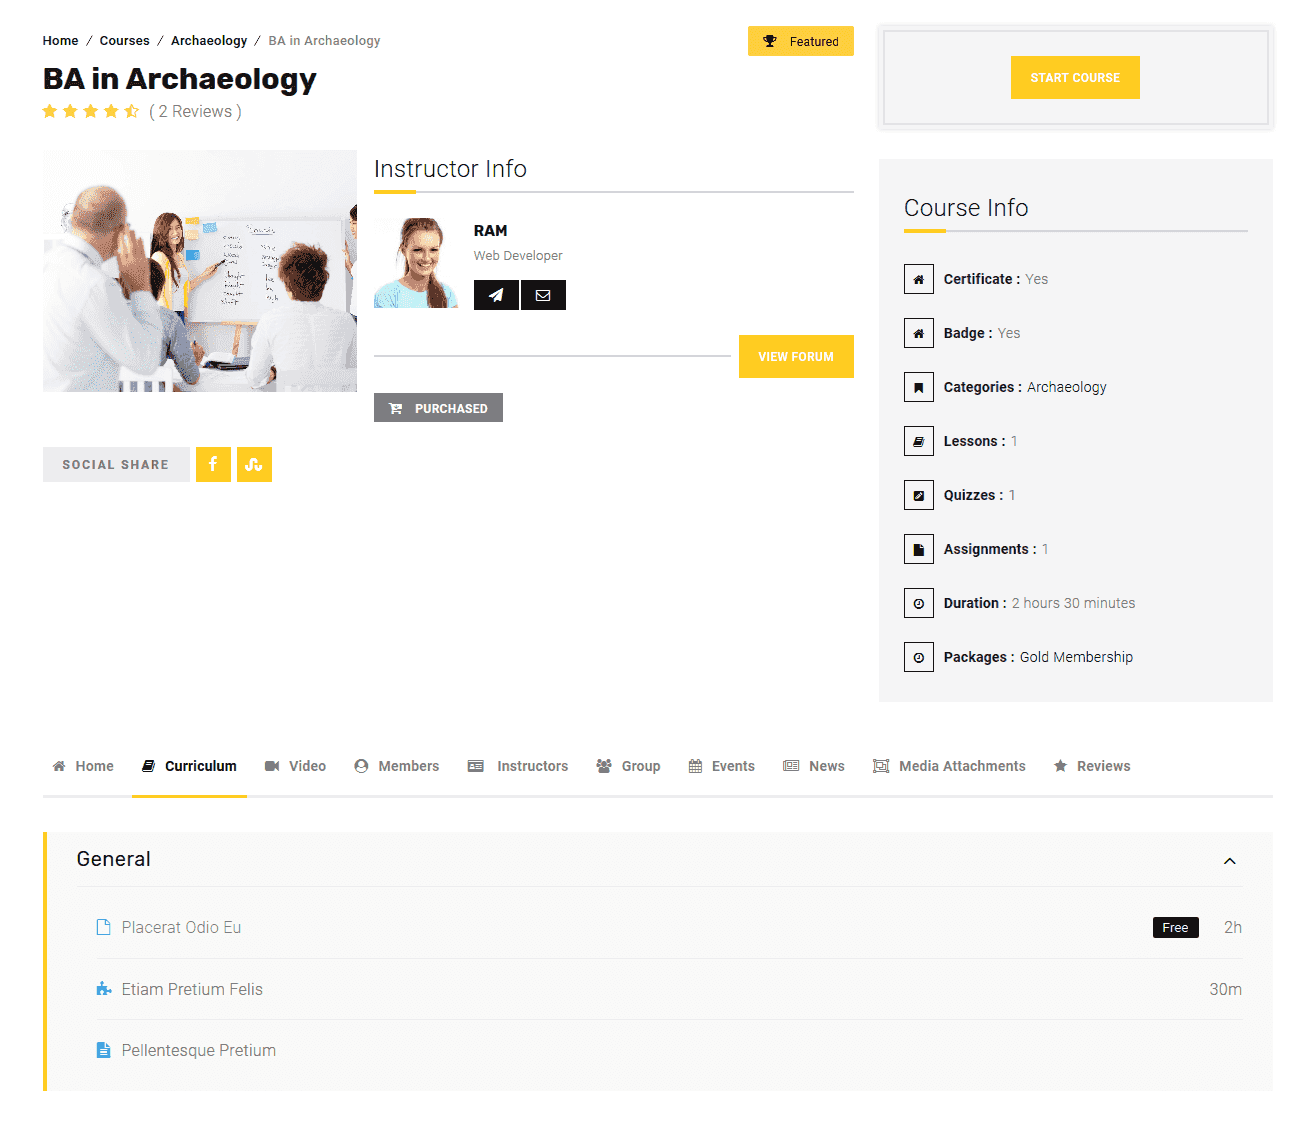 Home / Courses / Archaeology / BA in Archaeology
Featured
BA in Archaeology
( 2 Reviews )
START COURSE
Instructor Info
RAM
Web Developer
VIEW FORUM
PURCHASED
SOCIAL SHARE
Course Info
Certificate : Yes
Badge : Yes
Categories : Archaeology
Lessons : 1
Quizzes : 1
Assignments : 1
Duration : 2 hours 30 minutes
Packages : Gold Membership
Home Curriculum Video Members Instructors Group Events News Media Attachments Reviews
General
Placerat Odio Eu Free 2h
Etiam Pretium Felis 30m
Pellentesque Pretium